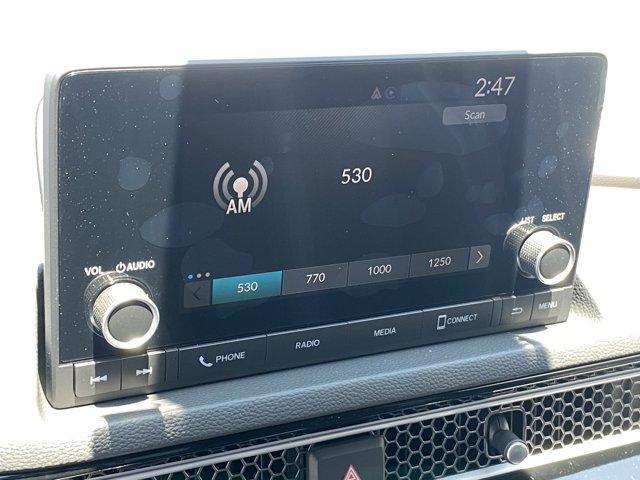 2:47
Scan
530
AM
LIST SELECT
VOL AUDIO
530 770 1000 1250
PHONE RADIO MEDIA CONNECT MENU